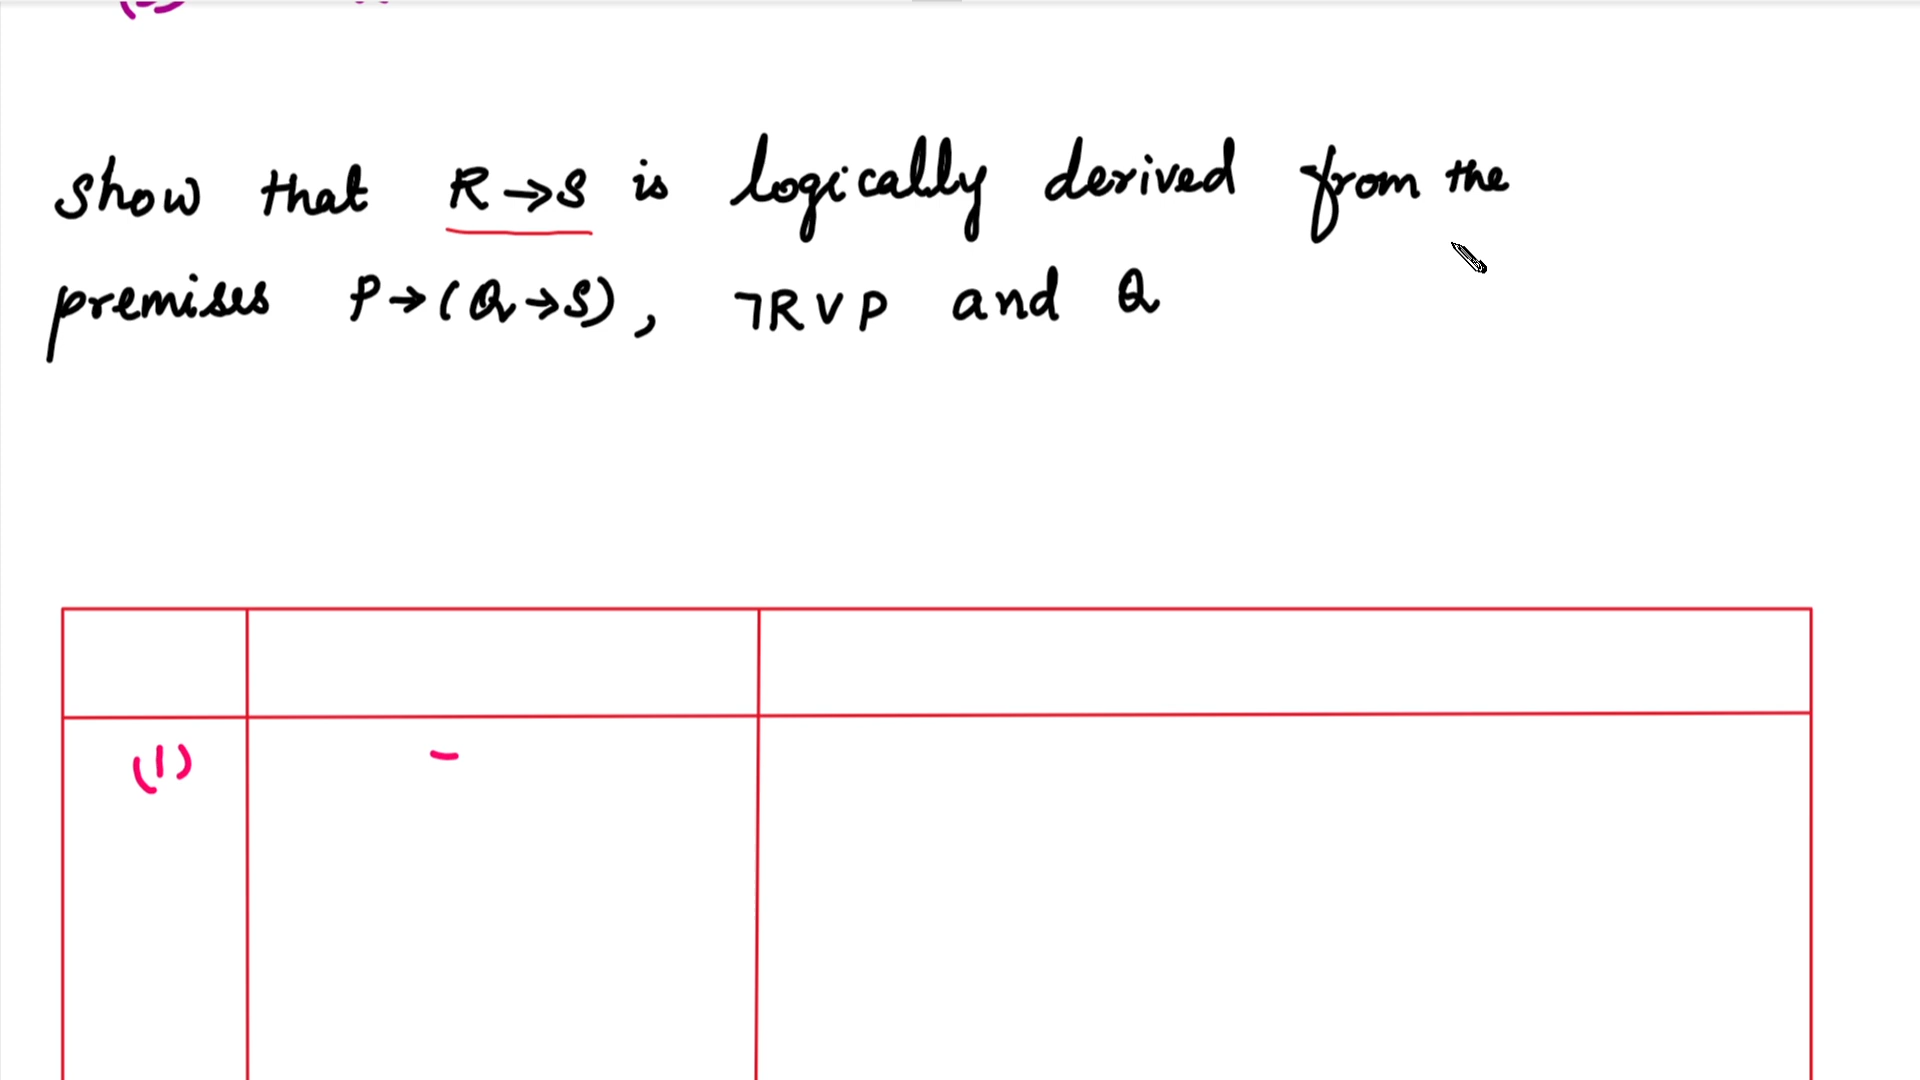 show that R→S is logically derived from the
premises P→(Q→S), ¬R∨P and Q
(1) -